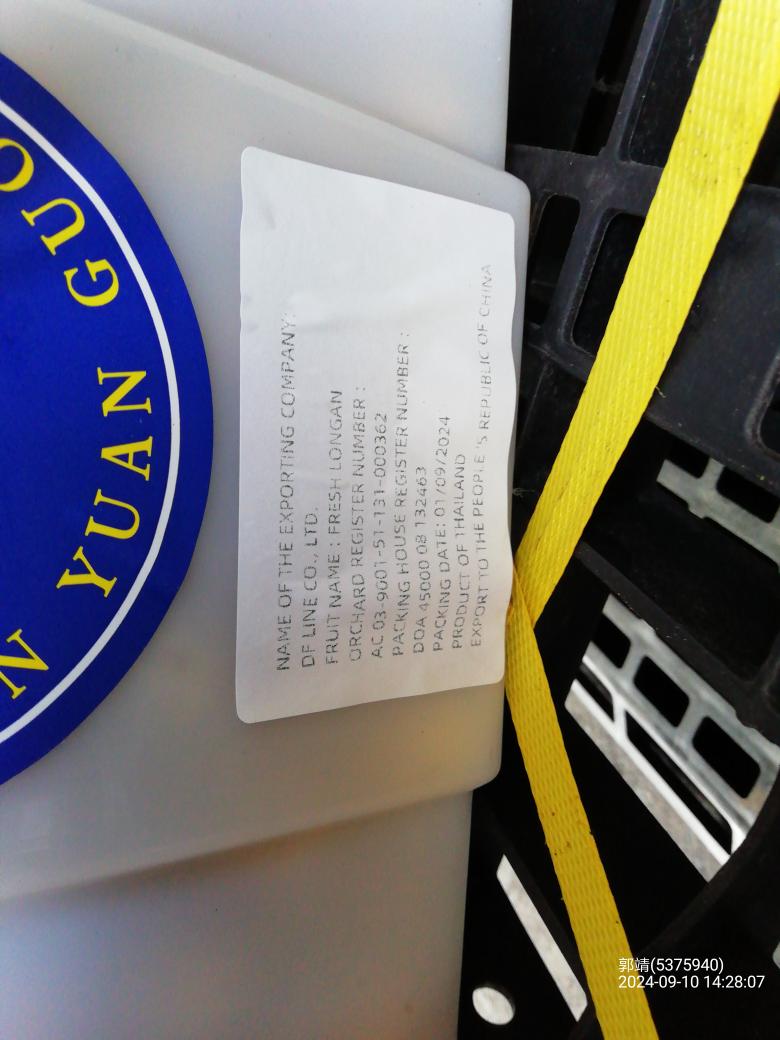 N YUAN GUO
NAME OF THE EXPORTING COMPANY:
DF LINE CO., LTD.
FRUIT NAME : FRESH LONGAN
ORCHARD REGISTER NUMBER :
AC 03-9001-51-131-000362
PACKING HOUSE REGISTER NUMBER :
DOA 45000 08 132463
PACKING DATE: 01/09/2024
PRODUCT OF THAILAND
EXPORT TO THE PEOPLE'S REPUBLIC OF CHINA
郭靖(5375940)
2024-09-10 14:28:07